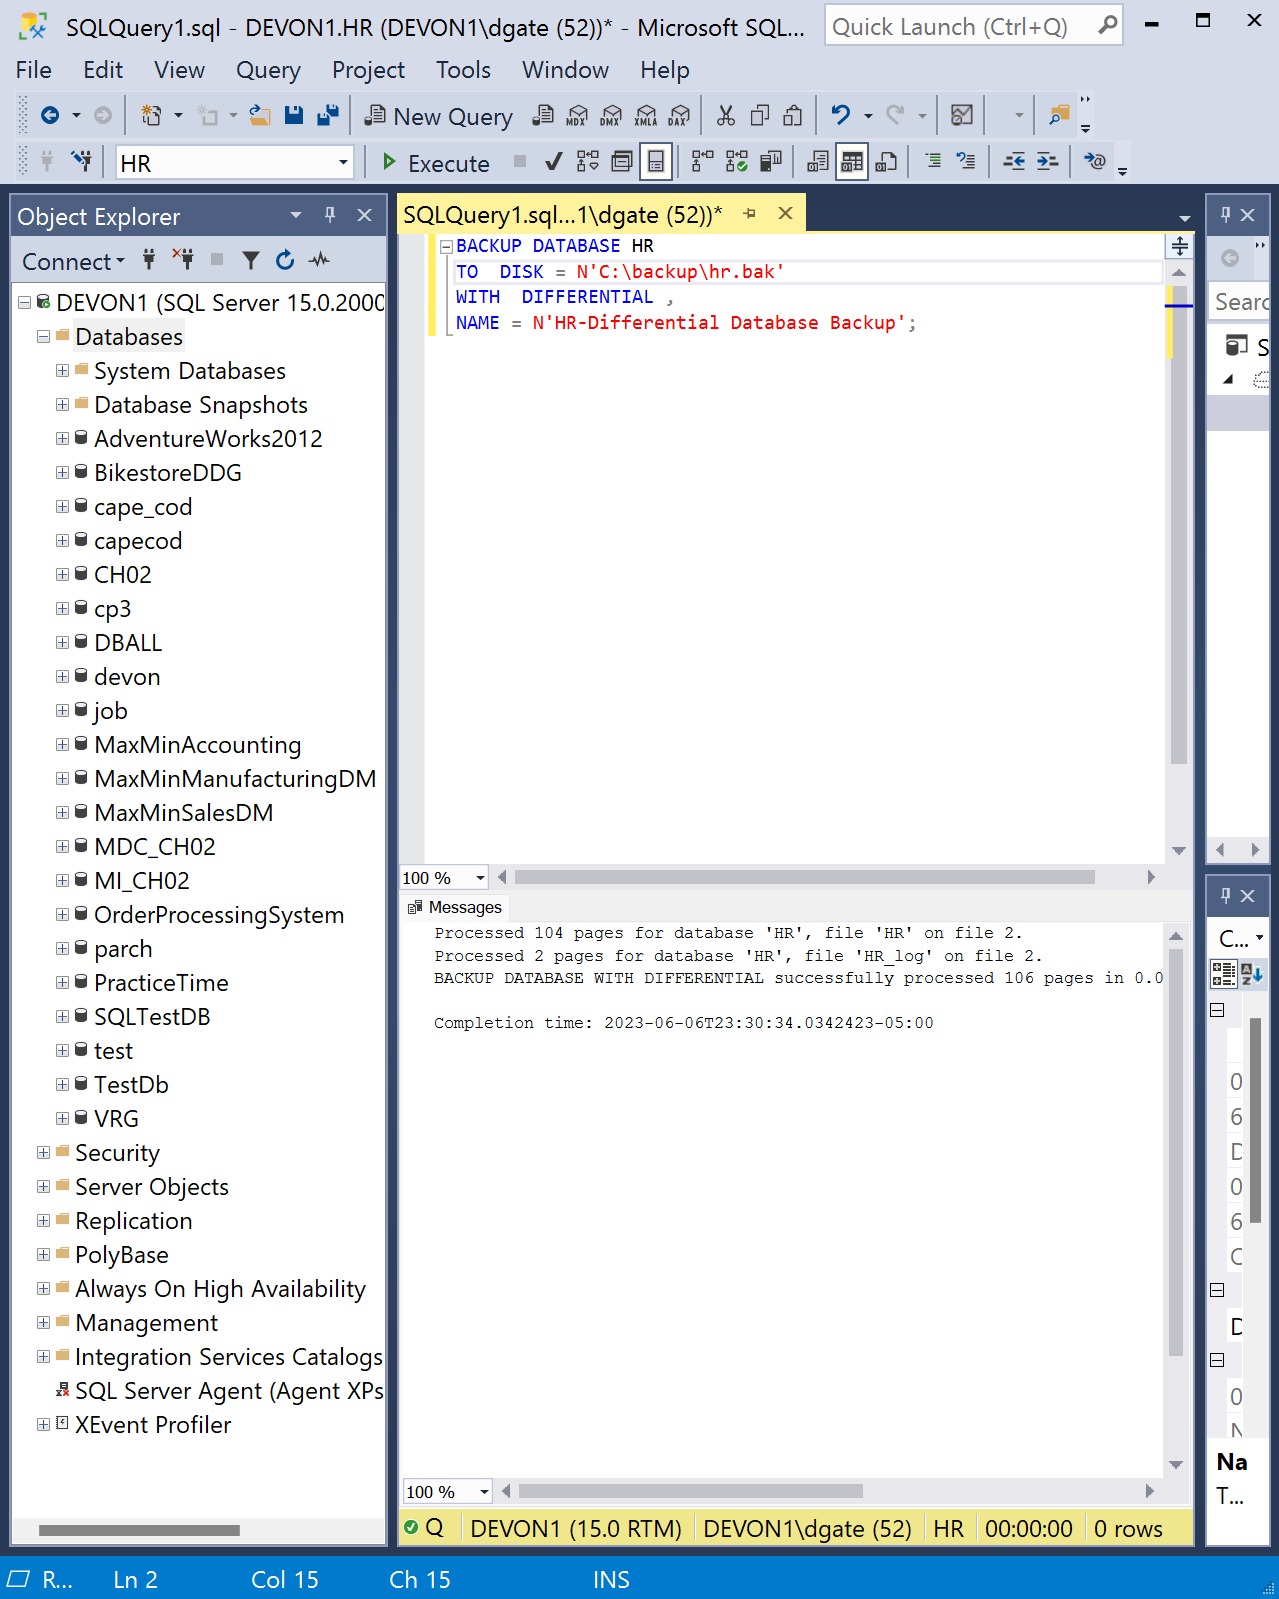 SQLQuery1.sql - DEVON1.HR (DEVON1\dgate (52))* - Microsoft SQL...
Quick Launch (Ctrl+Q)
File Edit View Query Project Tools Window Help
New Query MDX DMX XMLA DAX
HR Execute
Object Explorer
Connect
DEVON1 (SQL Server 15.0.2000
Databases
System Databases
Database Snapshots
AdventureWorks2012
BikestoreDDG
cape_cod
capecod
CH02
cp3
DBALL
devon
job
MaxMinAccounting
MaxMinManufacturingDM
MaxMinSalesDM
MDC_CH02
MI_CH02
OrderProcessingSystem
parch
PracticeTime
SQLTestDB
test
TestDb
VRG
Security
Server Objects
Replication
PolyBase
Always On High Availability
Management
Integration Services Catalogs
SQL Server Agent (Agent XPs
XEvent Profiler
SQLQuery1.sql...1\dgate (52))*
BACKUP DATABASE HR
TO  DISK = N'C:\backup\hr.bak'
WITH  DIFFERENTIAL ,
NAME = N'HR-Differential Database Backup';
100 %
Messages
Processed 104 pages for database 'HR', file 'HR' on file 2.
Processed 2 pages for database 'HR', file 'HR_log' on file 2.
BACKUP DATABASE WITH DIFFERENTIAL successfully processed 106 pages in 0.0
Completion time: 2023-06-06T23:30:34.0342423-05:00
100 %
Q DEVON1 (15.0 RTM) DEVON1\dgate (52) HR 00:00:00 0 rows
Searc
S
C...
0
6
D
0
6
C
D
0
N
Na
T...
R... Ln 2 Col 15 Ch 15 INS